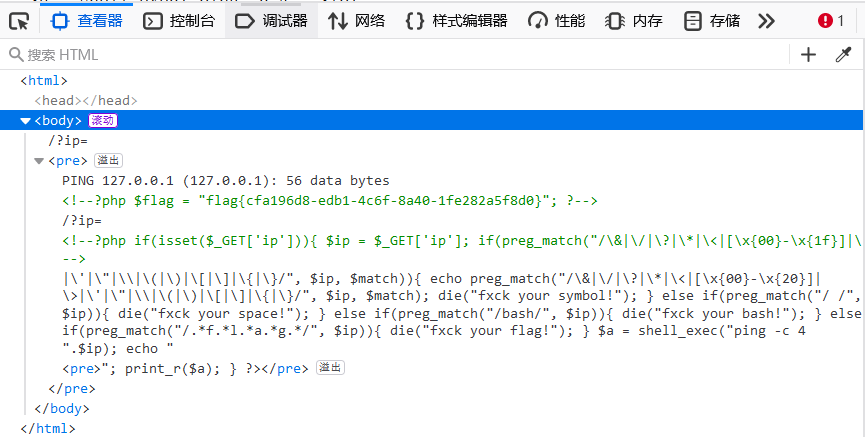 查看器 控制台 调试器 网络 样式编辑器 性能 内存 存储 1
搜索 HTML
<html>
<head></head>
<body> 滚动
/?ip=
<pre> 溢出
PING 127.0.0.1 (127.0.0.1): 56 data bytes
<!--?php $flag = "flag{cfa196d8-edb1-4c6f-8a40-1fe282a5f8d0}"; ?-->
/?ip=
<!--?php if(isset($_GET['ip'])){ $ip = $_GET['ip']; if(preg_match("/\&|\/|\?|\*|\<|[\x{00}-\x{1f}]|\
-->
|\'|\"|\\|\(|\)|\[|\]|\{|\}/", $ip, $match)){ echo preg_match("/\&|\/|\?|\*|\<|[\x{00}-\x{20}]|
\>|\'|\"|\\|\(|\)|\[|\]|\{|\}/", $ip, $match); die("fxck your symbol!"); } else if(preg_match("/ /",
$ip)){ die("fxck your space!"); } else if(preg_match("/bash/", $ip)){ die("fxck your bash!"); } else
if(preg_match("/.*f.*l.*a.*g.*/", $ip)){ die("fxck your flag!"); } $a = shell_exec("ping -c 4
".$ip); echo "
<pre>"; print_r($a); } ?></pre> 溢出
</pre>
</body>
</html>